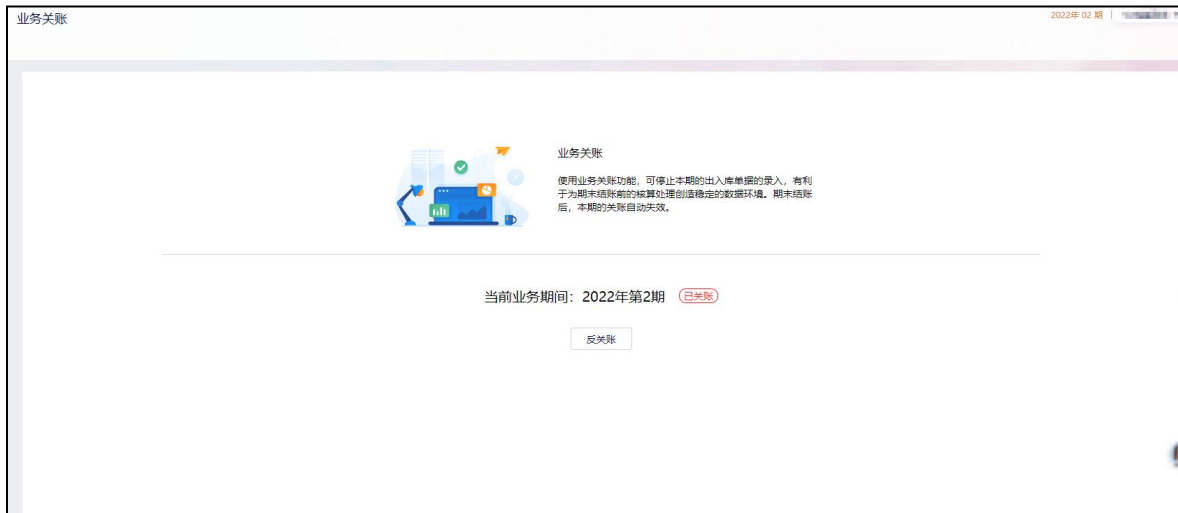 业务关账
2022年 02 期
业务关账
使用业务关账功能，可停止本期的出入库单据的录入，有利
于为期末结账前的核算处理创造稳定的数据环境。期末结账
后，本期的关账自动失效。
当前业务期间：2022年第2期 已关账
反关账